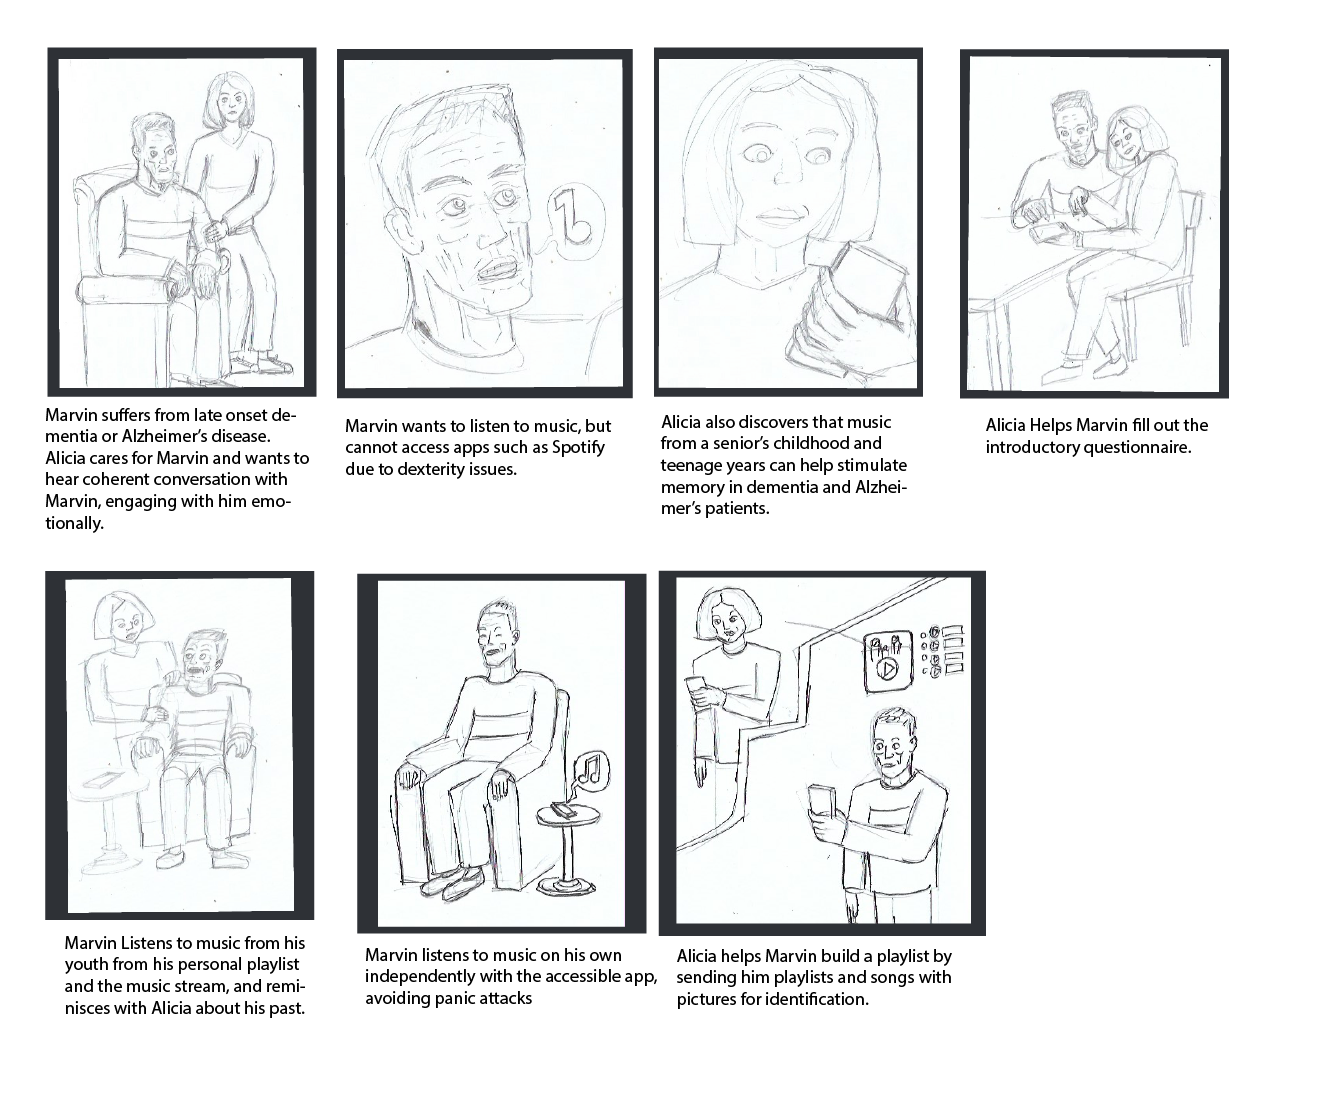 Marvin suffers from late onset de-
mentia or Alzheimer's disease.
Alicia cares for Marvin and wants to
hear coherent conversation with
Marvin, engaging with him emo-
tionally.
Marvin wants to listen to music, but
cannot access apps such as Spotify
due to dexterity issues.
Alicia also discovers that music
from a senior's childhood and
teenage years can help stimulate
memory in dementia and Alzhei-
mer's patients.
Alicia Helps Marvin fill out the
introductory questionnaire.
Marvin Listens to music from his
youth from his personal playlist
and the music stream, and remi-
nisces with Alicia about his past.
Marvin listens to music on his own
independently with the accessible app,
avoiding panic attacks
Alicia helps Marvin build a playlist by
sending him playlists and songs with
pictures for identification.